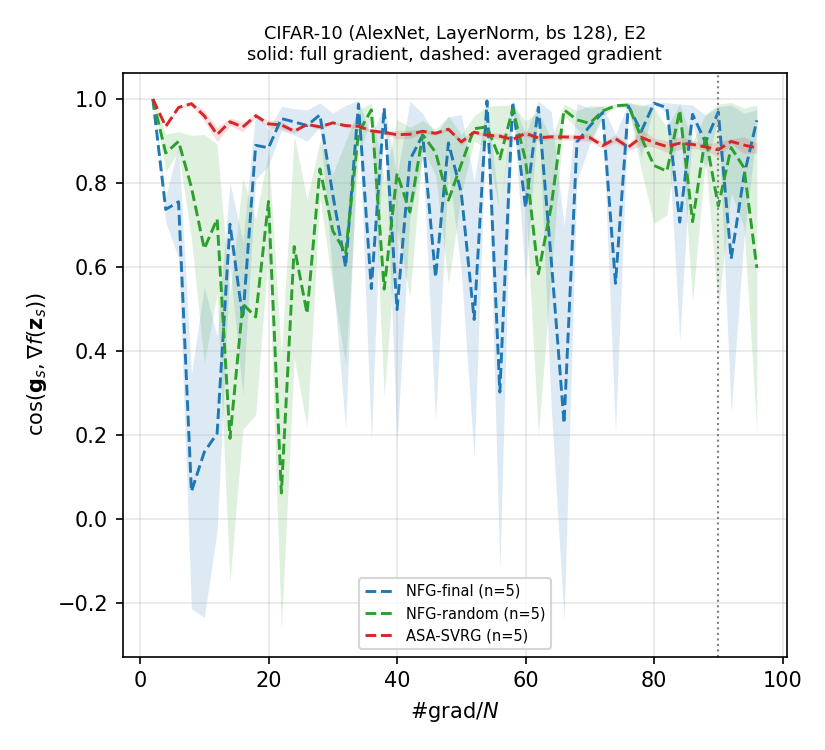 CIFAR-10 (AlexNet, LayerNorm, bs 128), E2
solid: full gradient, dashed: averaged gradient
cos(𝐠ₛ, ∇f(𝐳ₛ))
1.0
0.8
0.6
0.4
0.2
0.0
−0.2
NFG-final (n=5)
NFG-random (n=5)
ASA-SVRG (n=5)
0 20 40 60 80 100
#grad/N